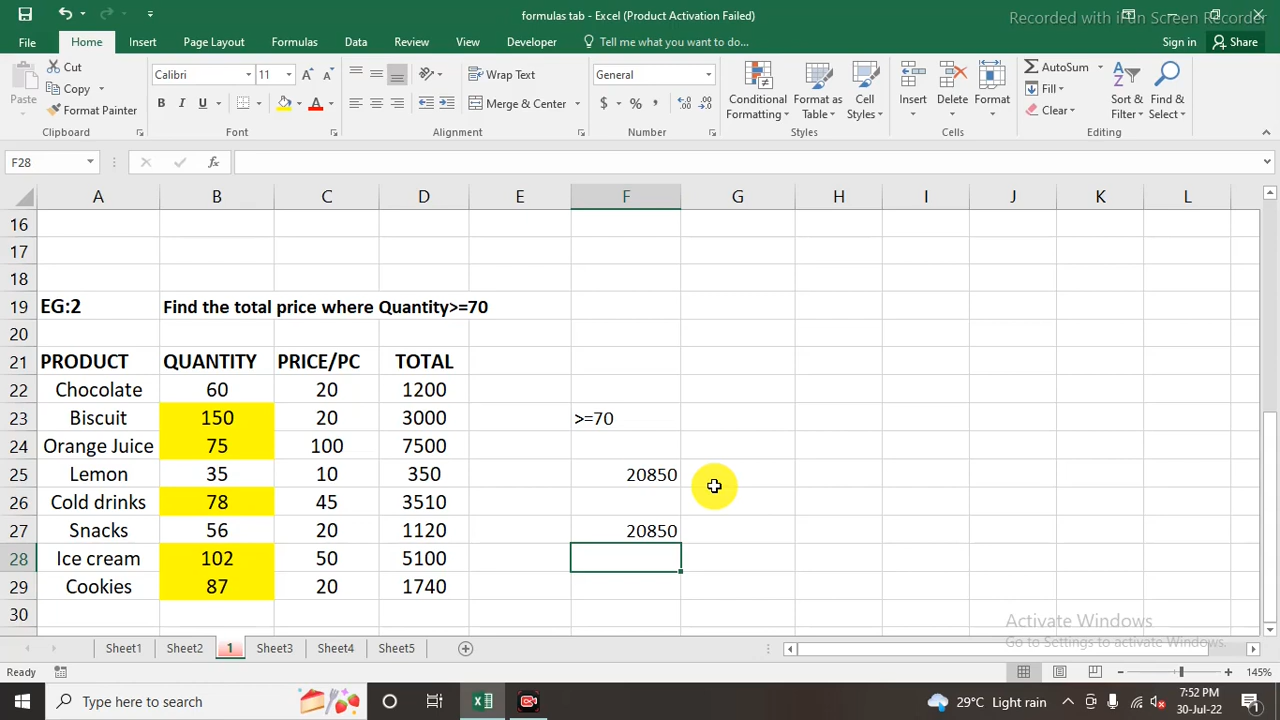 formulas tab - Excel (Product Activation Failed)
Recorded with iFun Screen Recorder
File Home Insert Page Layout Formulas Data Review View Developer Tell me what you want to do... Sign in Share
Paste Cut Copy Format Painter Clipboard
Calibri 11 A A B I U A Font
Wrap Text Merge & Center Alignment
General $ % , Number
Conditional Formatting Format as Table Cell Styles Styles
Insert Delete Format Cells
AutoSum Fill Clear Sort & Filter Find & Select Editing
F28 fx
A B C D E F G H I J K L
16
17
18
19 EG:2 Find the total price where Quantity>=70
20
21 PRODUCT QUANTITY PRICE/PC TOTAL
22 Chocolate 60 20 1200
23 Biscuit 150 20 3000 >=70
24 Orange Juice 75 100 7500
25 Lemon 35 10 350 20850
26 Cold drinks 78 45 3510
27 Snacks 56 20 1120 20850
28 Ice cream 102 50 5100
29 Cookies 87 20 1740
30
Activate Windows
Go to Settings to activate Windows.
Sheet1 Sheet2 1 Sheet3 Sheet4 Sheet5
Ready 145%
Type here to search 29°C Light rain 7:52 PM
30-Jul-22 1